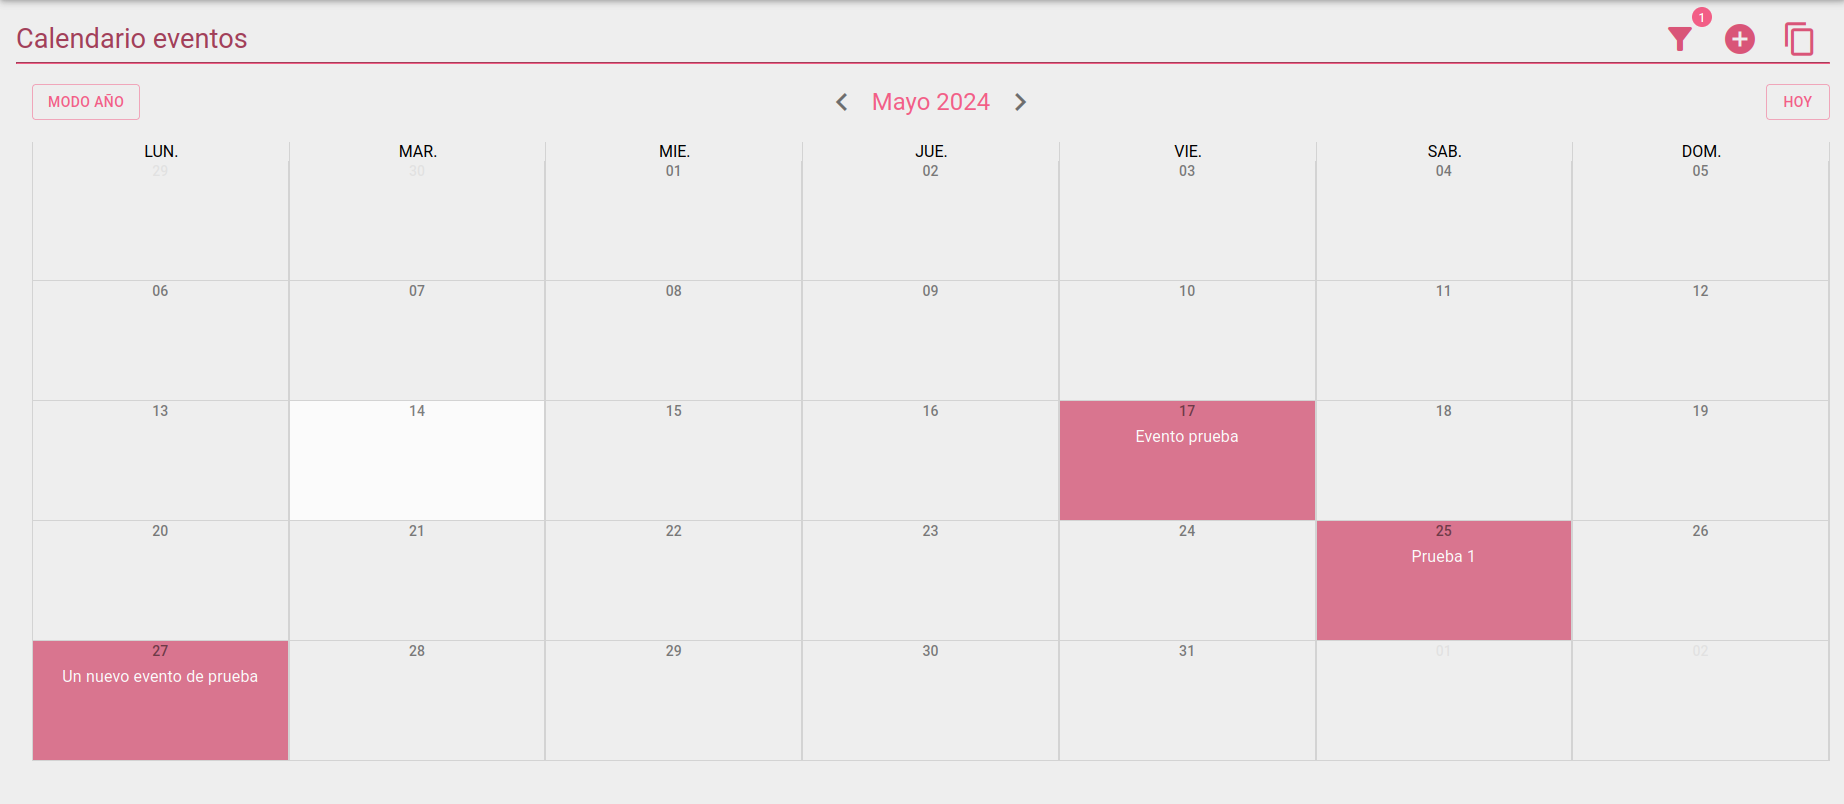 Calendario eventos
1
MODO AÑO
Mayo 2024
HOY
LUN. MAR. MIE. JUE. VIE. SAB. DOM.
29 30 01 02 03 04 05
06 07 08 09 10 11 12
13 14 15 16 17 18 19
Evento prueba
20 21 22 23 24 25 26
Prueba 1
27 28 29 30 31 01 02
Un nuevo evento de prueba